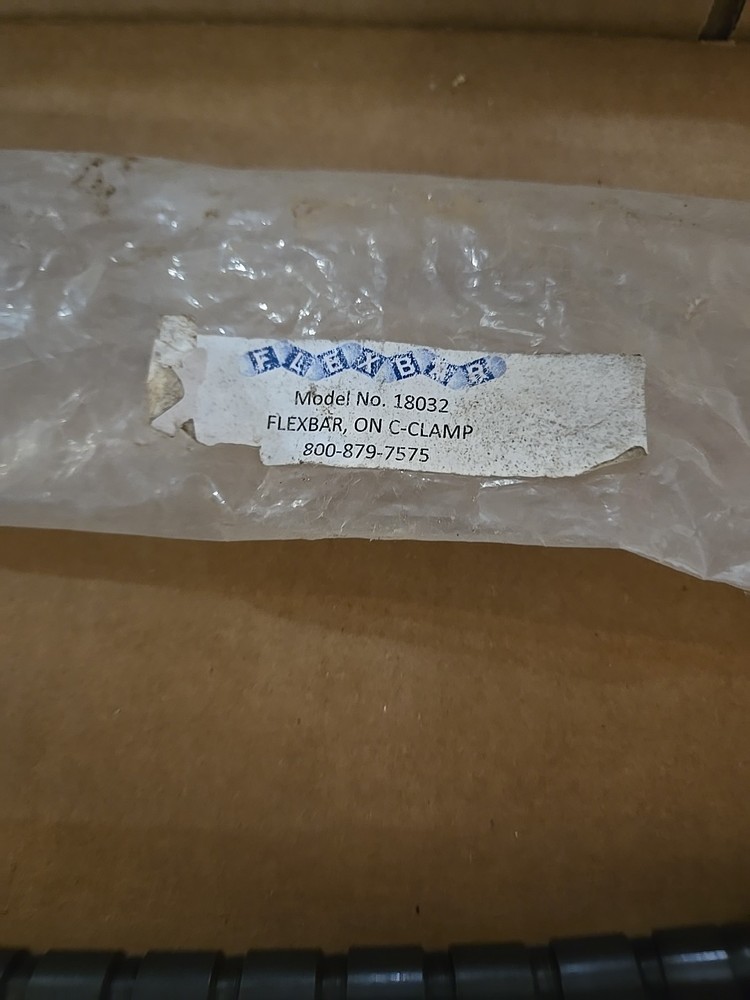 FLEXBAR
Model No. 18032
FLEXBAR, ON C-CLAMP
800-879-7575